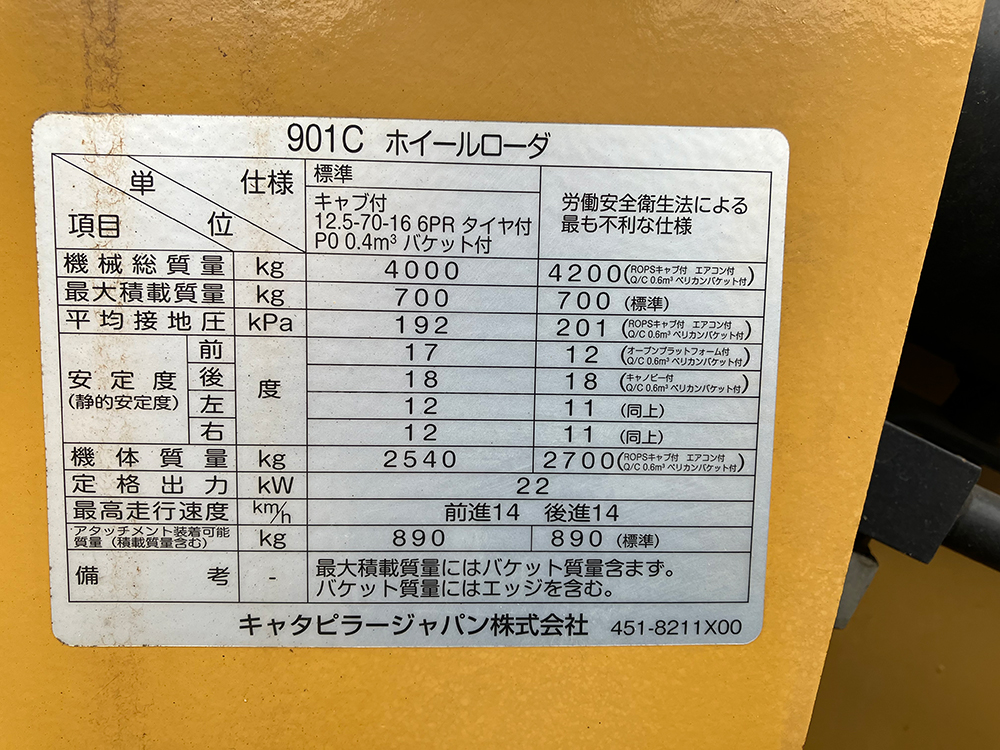 901C ホイールローダ
単位 仕様 項目
標準
キャブ付
12.5-70-16 6PR タイヤ付
P0 0.4m³ バケット付
労働安全衛生法による
最も不利な仕様
機械総質量 kg 4000 4200(ROPSキャブ付 エアコン付 Q/C 0.6m³ ペリカンバケット付)
最大積載質量 kg 700 700 (標準)
平均接地圧 kPa 192 201 (ROPSキャブ付 エアコン付 Q/C 0.6m³ ペリカンバケット付)
安定度 (静的安定度) 度
前 17 12 (オープンプラットフォーム付 Q/C 0.6m³ ペリカンバケット付)
後 18 18 (キャノピー付 Q/C 0.6m³ ペリカンバケット付)
左 12 11 (同上)
右 12 11 (同上)
機体質量 kg 2540 2700(ROPSキャブ付 エアコン付 Q/C 0.6m³ ペリカンバケット付)
定格出力 kW 22
最高走行速度 km/h 前進14 後進14
アタッチメント装着可能質量(積載質量含む) kg 890 890 (標準)
備考 - 最大積載質量にはバケット質量含まず。
バケット質量にはエッジを含む。
キャタピラージャパン株式会社 451-8211X00